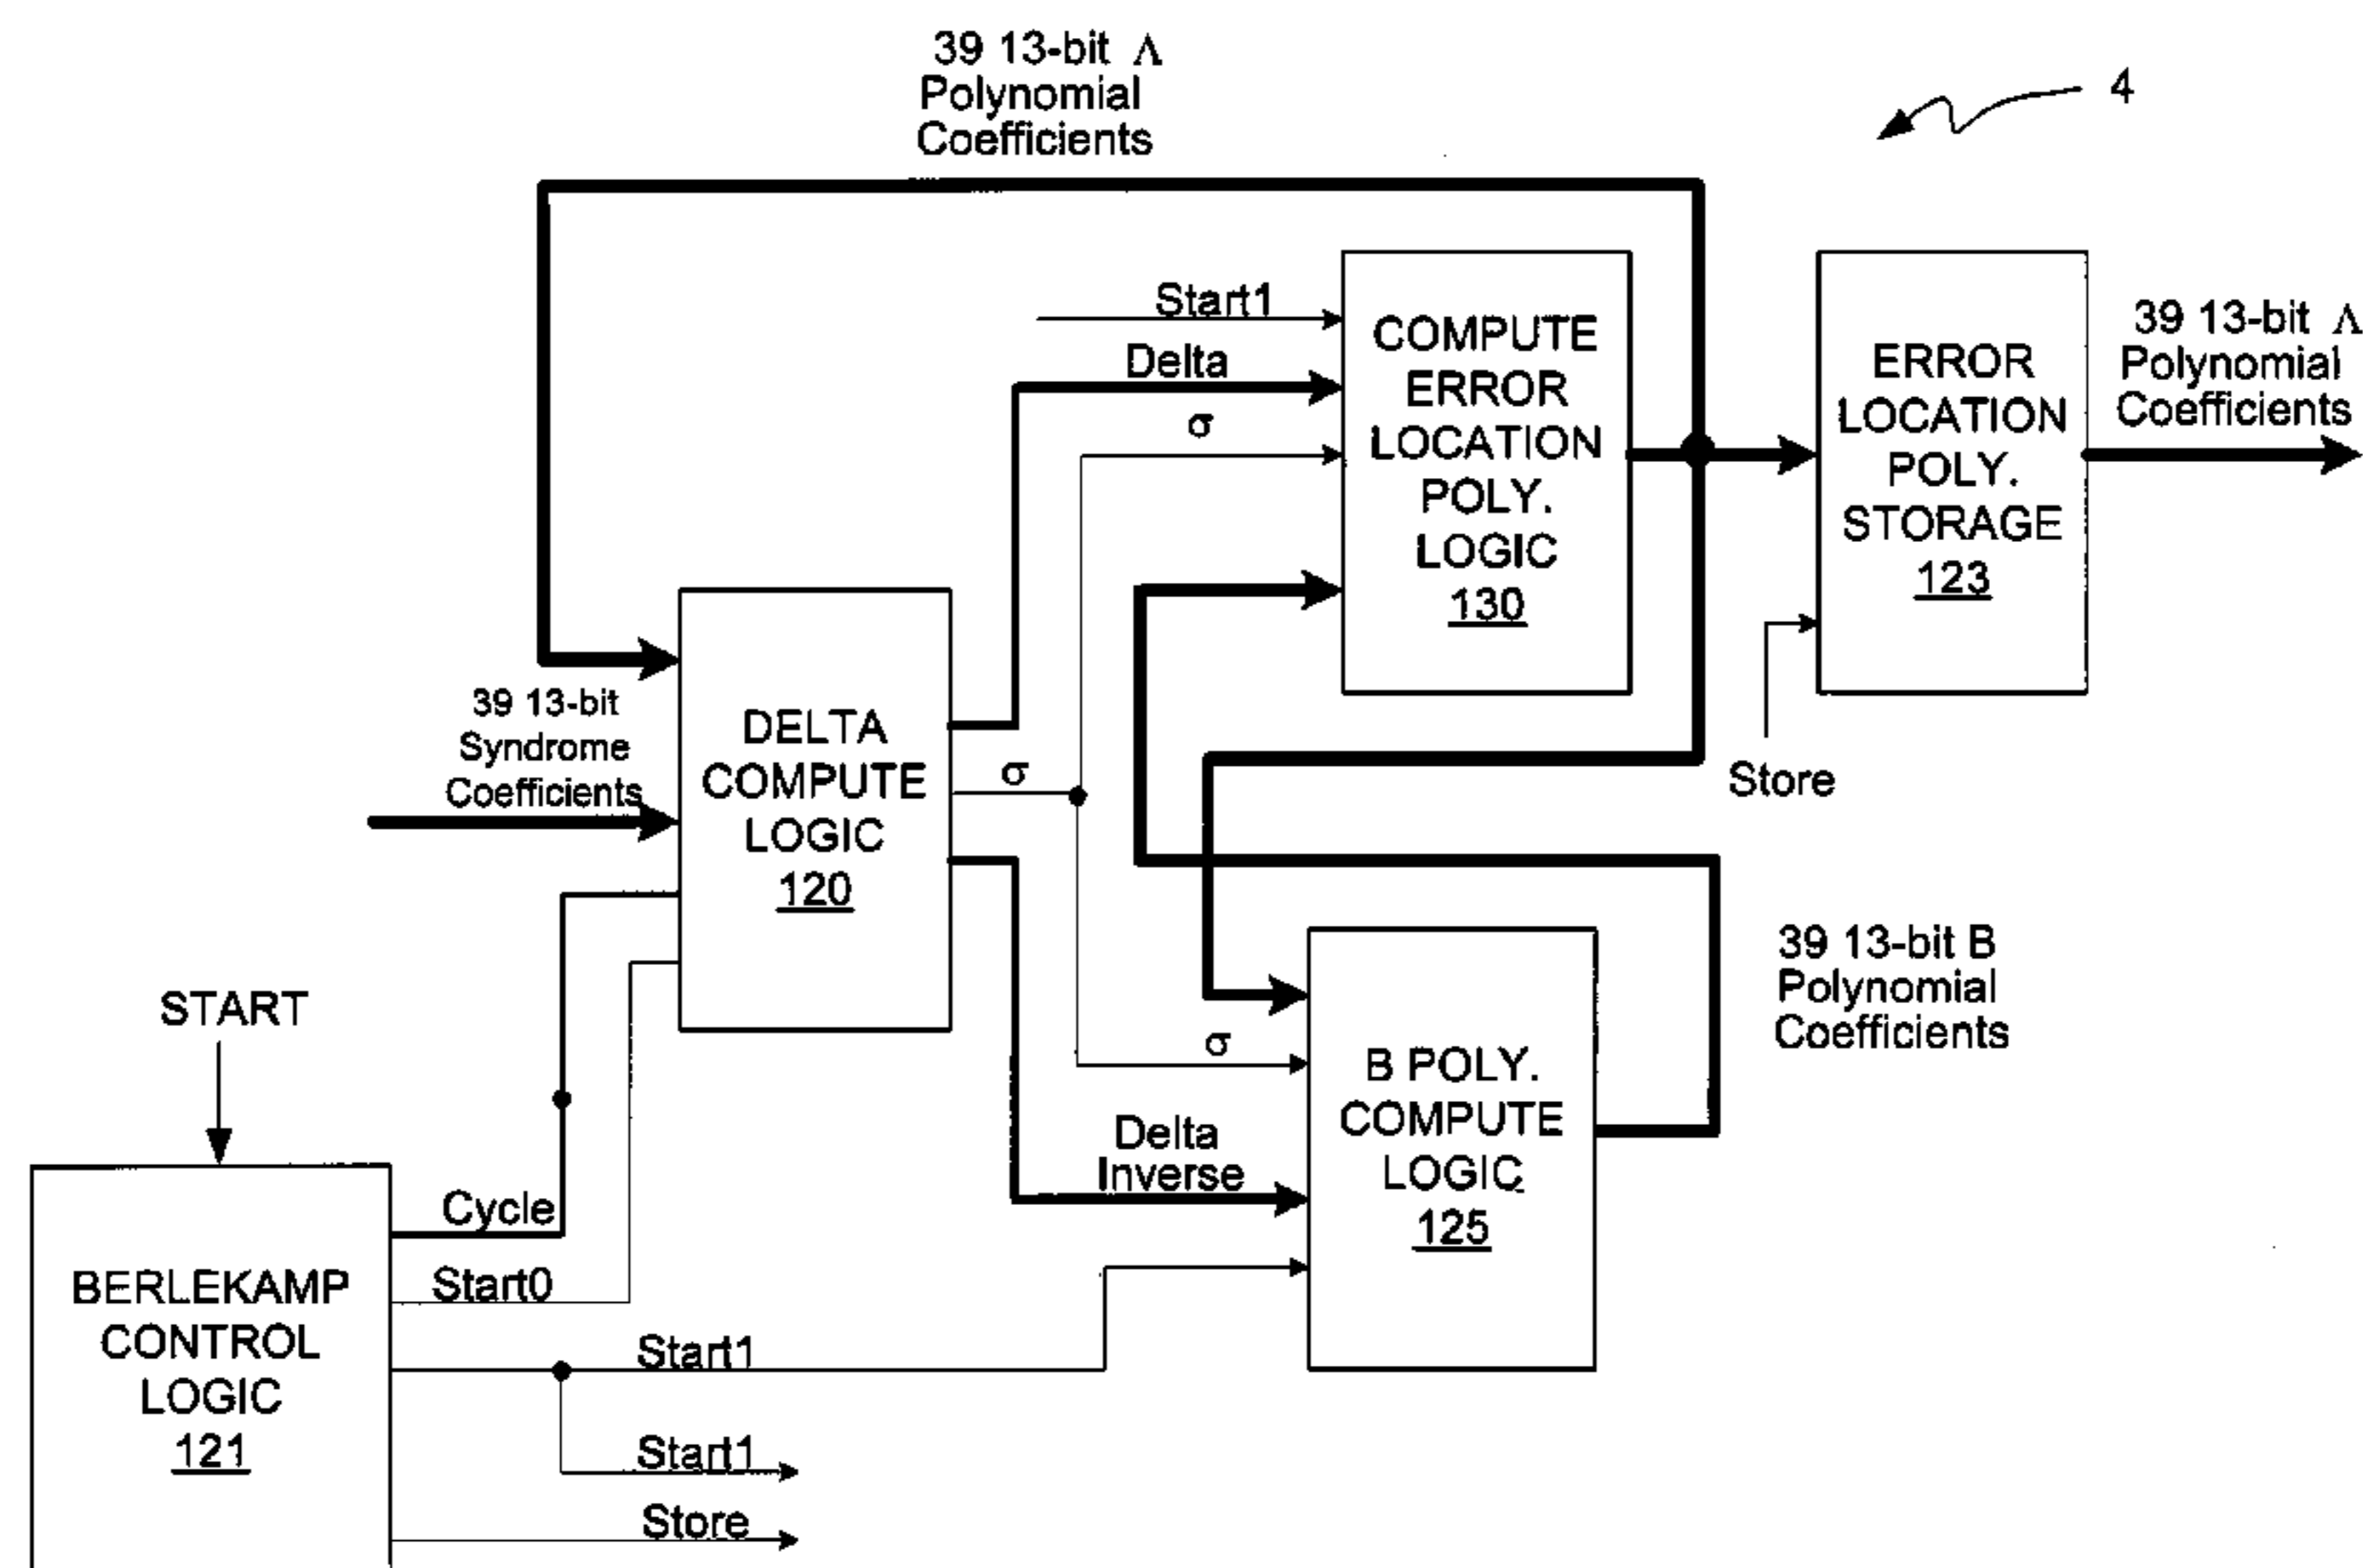 39 13-bit Λ
Polynomial
Coefficients
4
Start1
Delta
σ
COMPUTE
ERROR
LOCATION
POLY.
LOGIC
130
ERROR
LOCATION
POLY.
STORAGE
123
39 13-bit Λ
Polynomial
Coefficients
Store
39 13-bit
Syndrome
Coefficients
DELTA
COMPUTE
LOGIC
120
σ
39 13-bit B
Polynomial
Coefficients
START
σ
Delta
Inverse
B POLY.
COMPUTE
LOGIC
125
BERLEKAMP
CONTROL
LOGIC
121
Cycle
Start0
Start1
Start1
Store